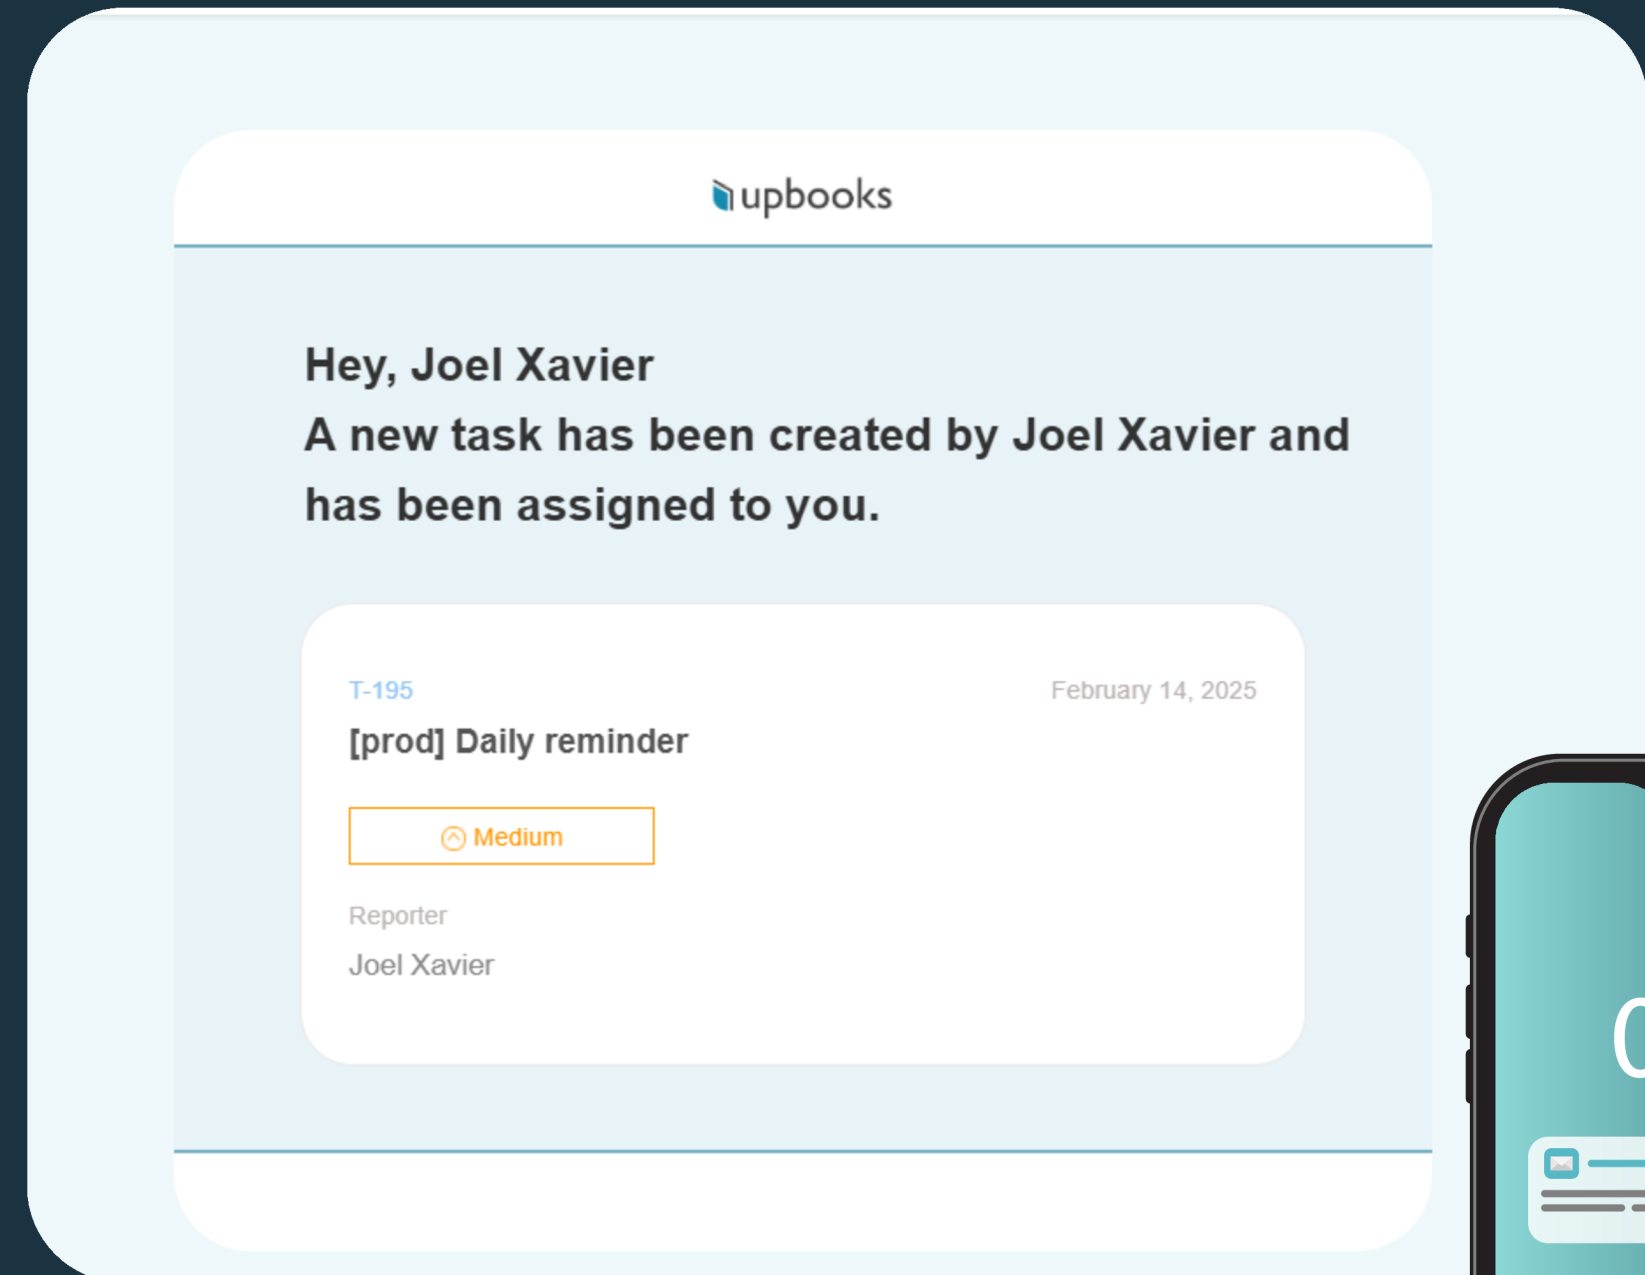 upbooks
Hey, Joel Xavier
A new task has been created by Joel Xavier and
has been assigned to you.
T-195
February 14, 2025
[prod] Daily reminder
Medium
Reporter
Joel Xavier
0